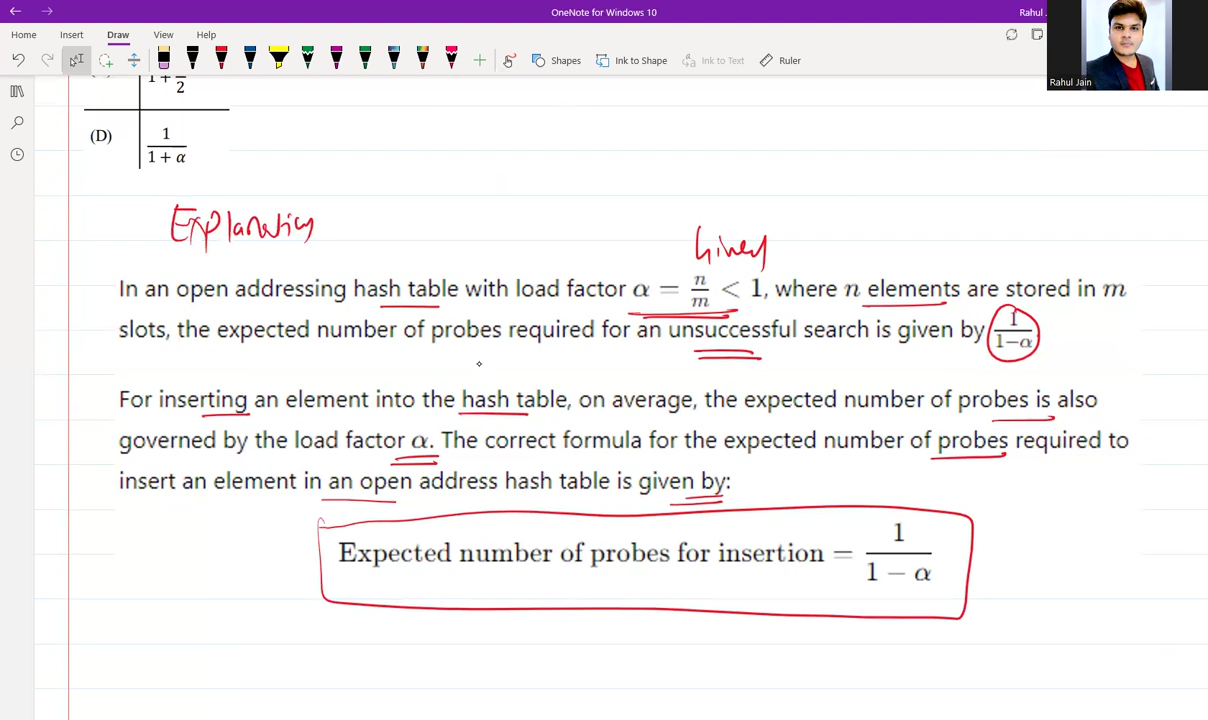 OneNote for Windows 10
Rahul J
Home Insert Draw View Help
Shapes Ink to Shape Ink to Text Ruler
Rahul Jain
2
(D) 1/(1 + α)
Explanation
Given
In an open addressing hash table with load factor α = n/m < 1, where n elements are stored in m
slots, the expected number of probes required for an unsuccessful search is given by 1/(1−α)
For inserting an element into the hash table, on average, the expected number of probes is also
governed by the load factor α. The correct formula for the expected number of probes required to
insert an element in an open address hash table is given by:
Expected number of probes for insertion = 1/(1 − α)